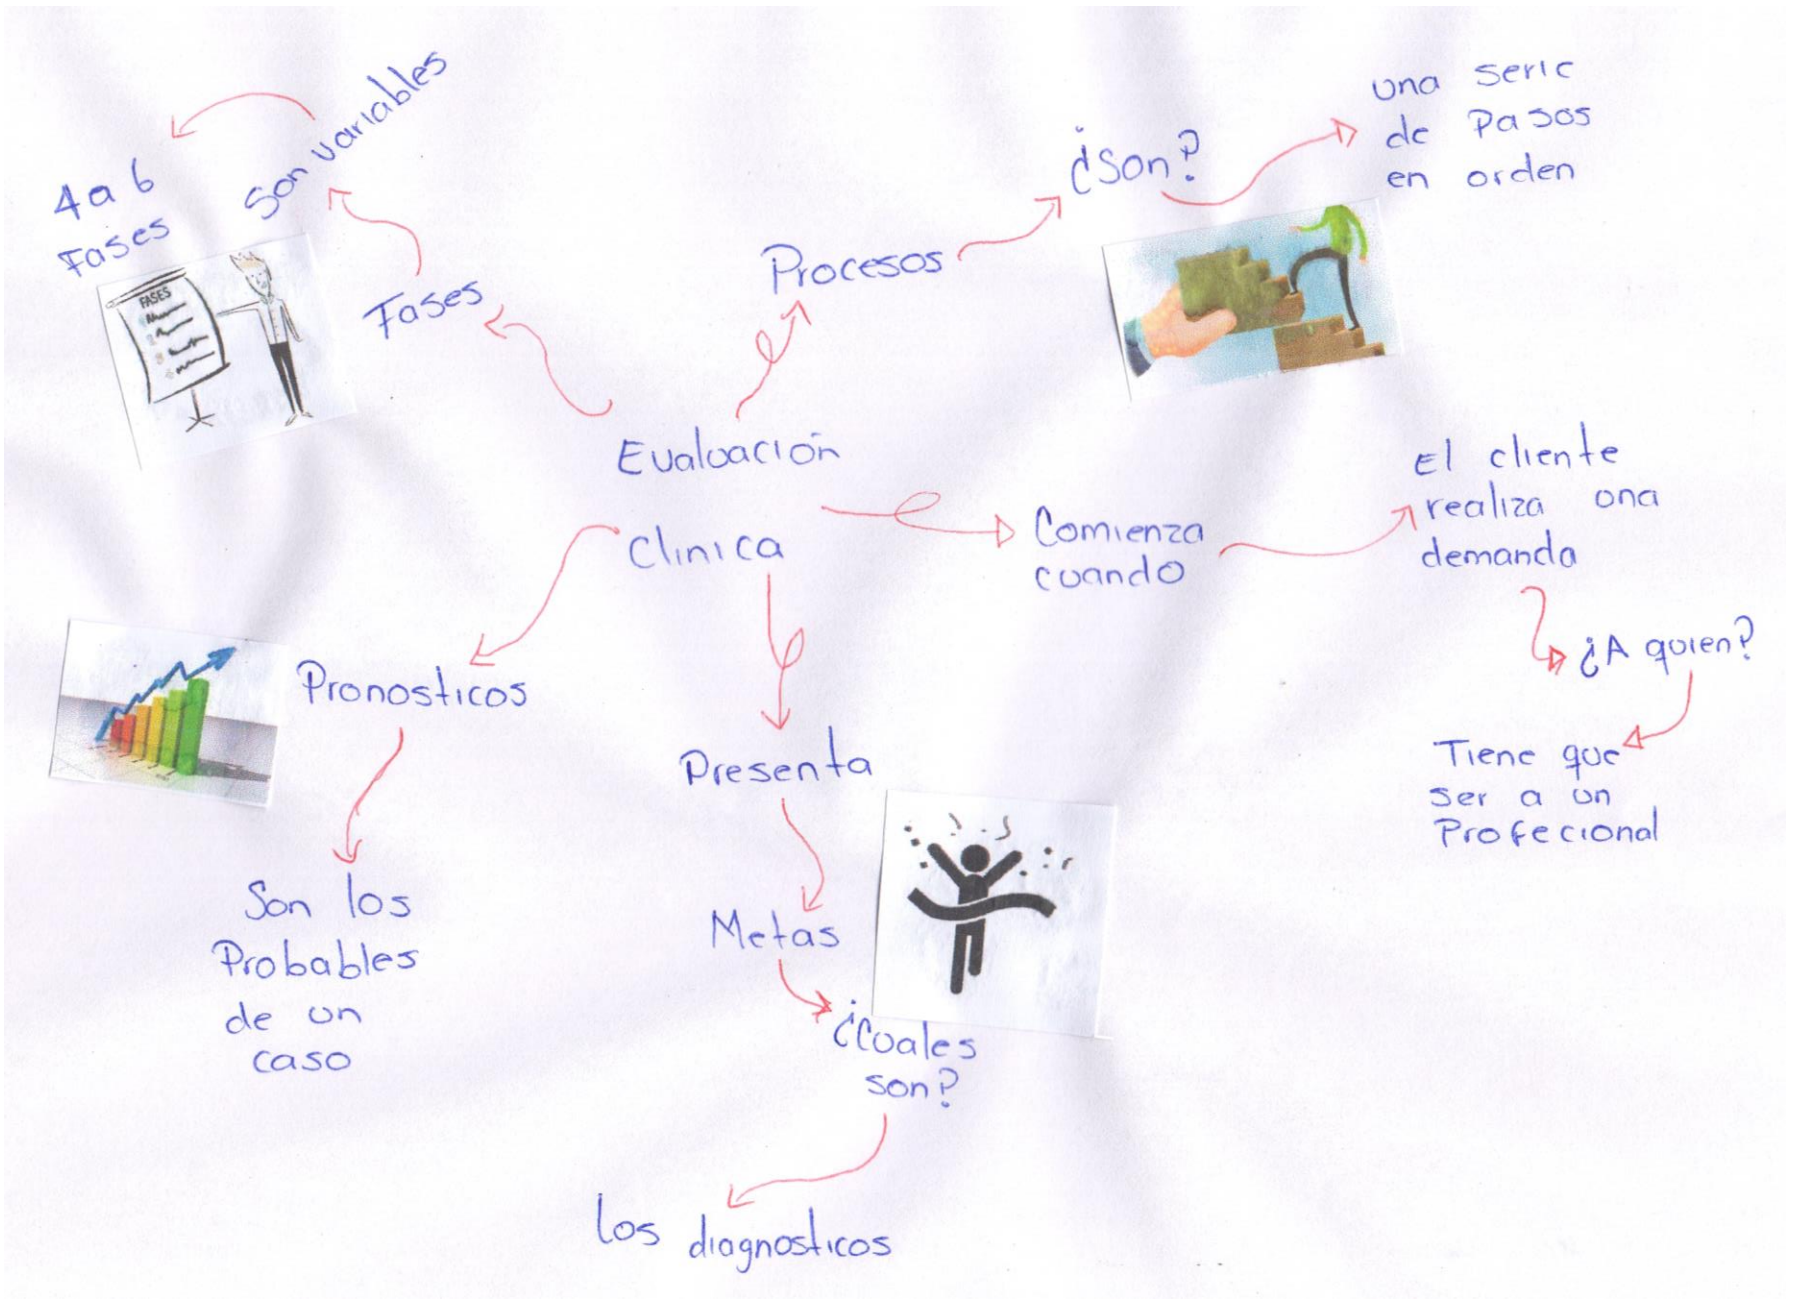 Evaluación
Clinica
Fases
Son variables
4 a 6
Fases
FASES
Procesos
¿Son?
una serie
de Pasos
en orden
Comienza
cuando
El cliente
realiza una
demanda
¿A quien?
Tiene que
ser a un
Profecional
Presenta
Metas
¿Cuales
son?
los diagnosticos
Pronosticos
Son los
Probables
de un
caso